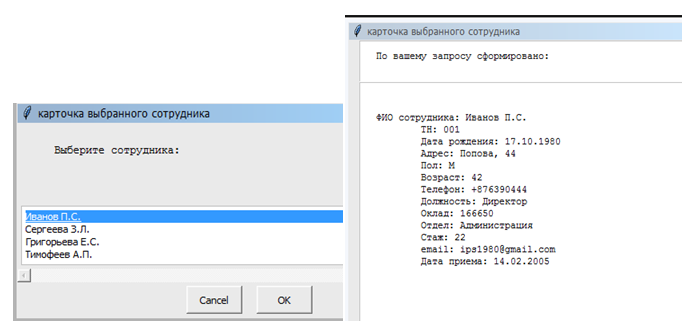 карточка выбранного сотрудника
Выберите сотрудника:
Иванов П.С.
Сергеева З.Л.
Григорьева Е.С.
Тимофеев А.П.
Cancel
OK
карточка выбранного сотрудника
По вашему запросу сформировано:
ФИО сотрудника: Иванов П.С.
ТН: 001
Дата рождения: 17.10.1980
Адрес: Попова, 44
Пол: М
Возраст: 42
Телефон: +876390444
Должность: Директор
Оклад: 166650
Отдел: Администрация
Стаж: 22
email: ips1980@gmail.com
Дата приема: 14.02.2005